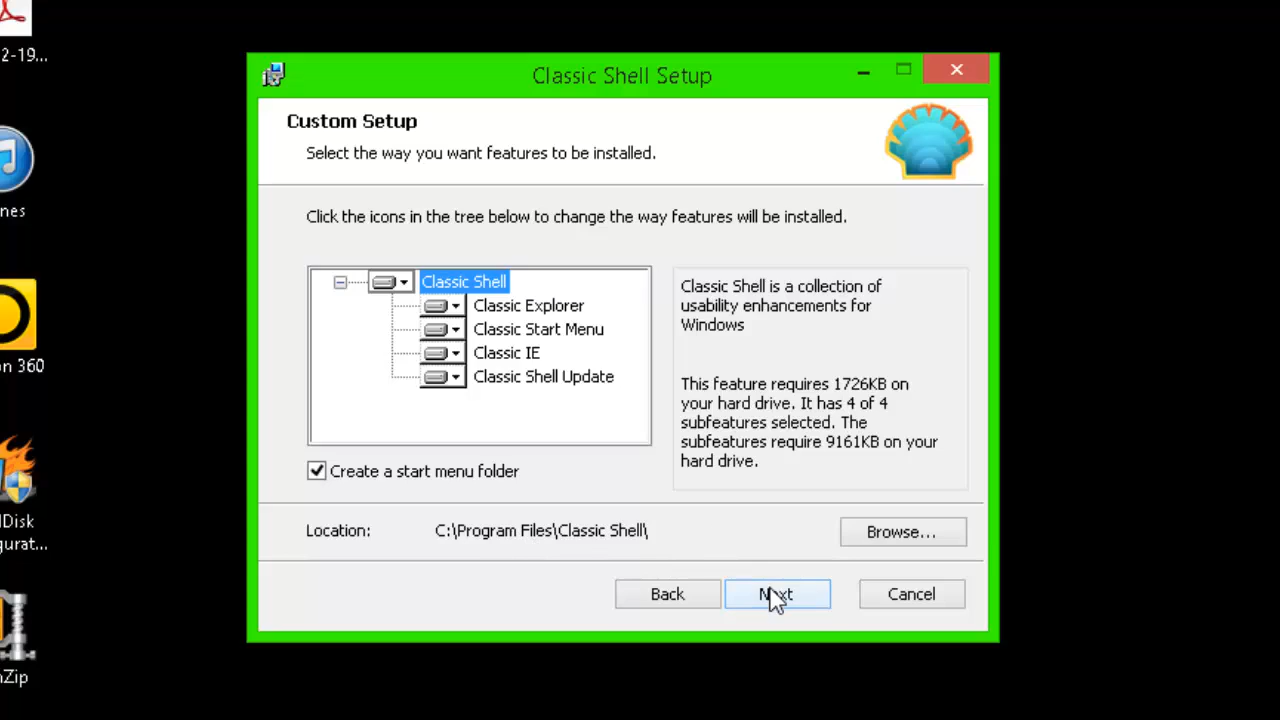 2-19...
nes
on 360
Disk
gurat...
Zip
Classic Shell Setup
Custom Setup
Select the way you want features to be installed.
Click the icons in the tree below to change the way features will be installed.
Classic Shell
Classic Explorer
Classic Start Menu
Classic IE
Classic Shell Update
Classic Shell is a collection of
usability enhancements for
Windows
This feature requires 1726KB on
your hard drive. It has 4 of 4
subfeatures selected. The
subfeatures require 9161KB on your
hard drive.
Create a start menu folder
Location: C:\Program Files\Classic Shell\
Browse...
Back Next Cancel